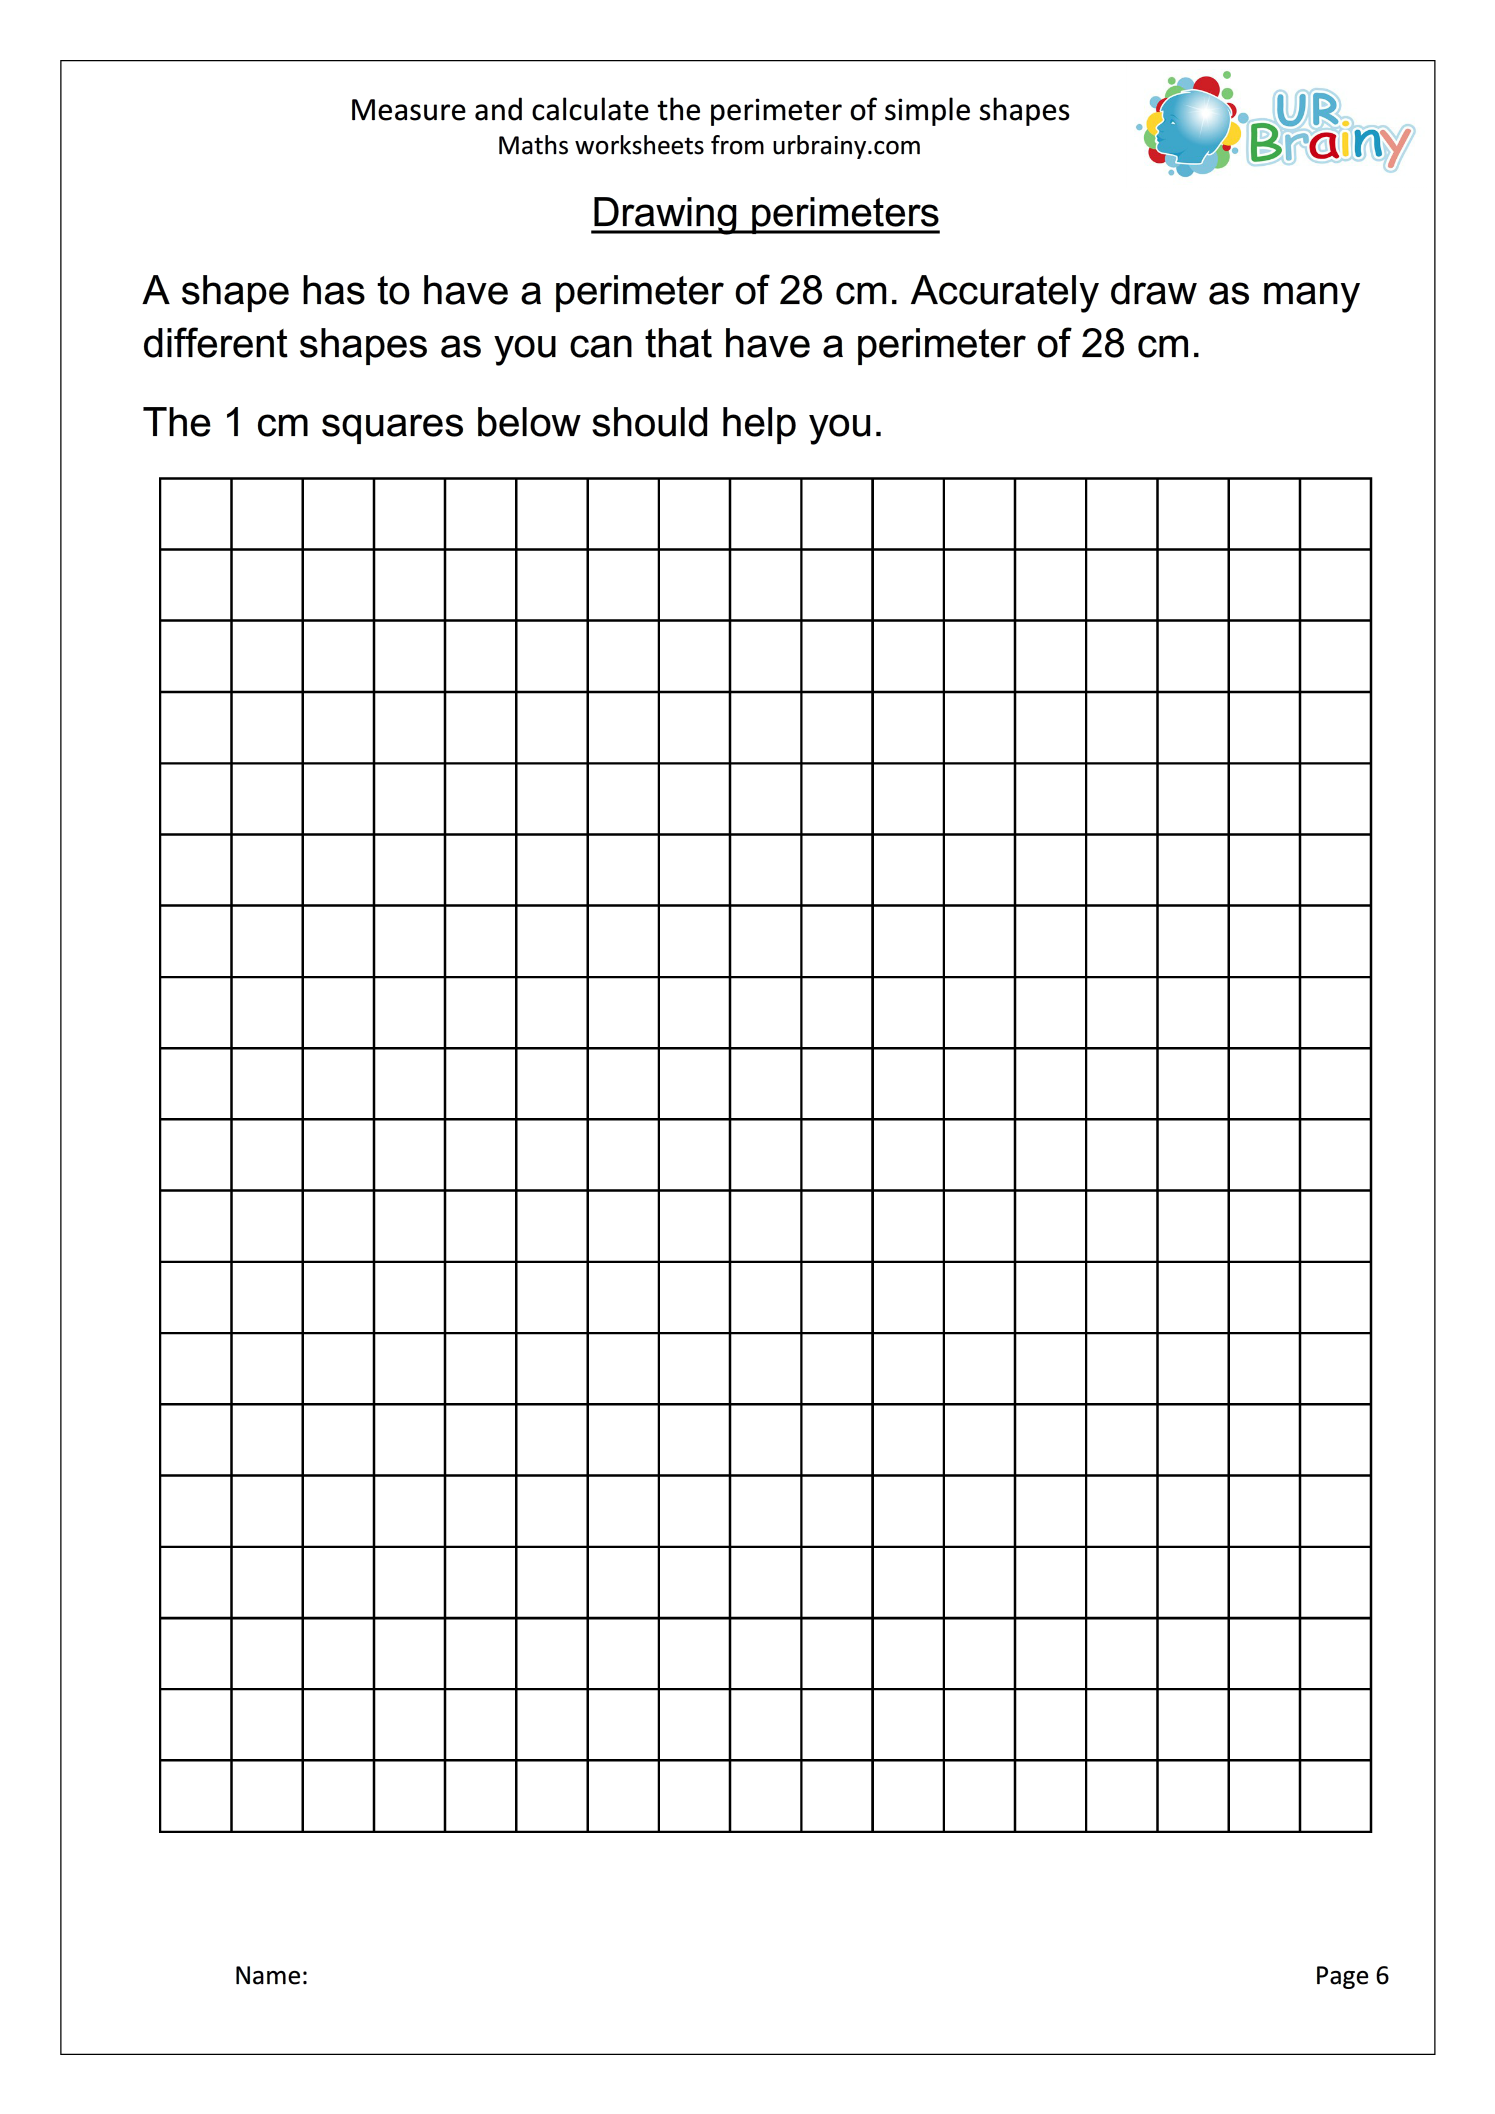 Measure and calculate the perimeter of simple shapes
Maths worksheets from urbrainy.com
UR
Brainy
Drawing perimeters
A shape has to have a perimeter of 28 cm. Accurately draw as many
different shapes as you can that have a perimeter of 28 cm.
The 1 cm squares below should help you.
Name:
Page 6